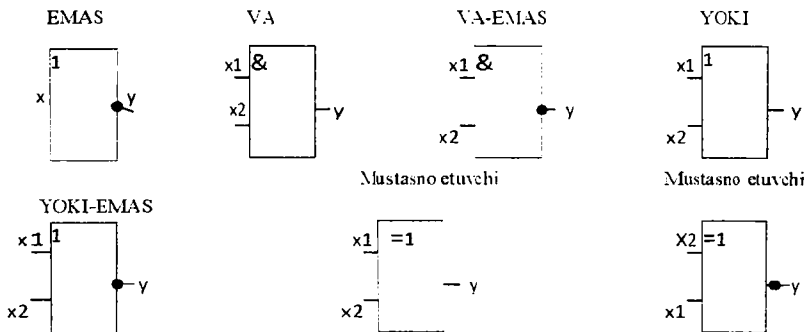 EMAS VA VA-EMAS YOKI
1 x1 & x1 & x1 1
x y
x2 y x2 y x2 y
Mustasno etuvchi Mustasno etuvchi
YOKI-EMAS
x1 1 x1 =1 X2 =1
y y y
x2 x2 x1